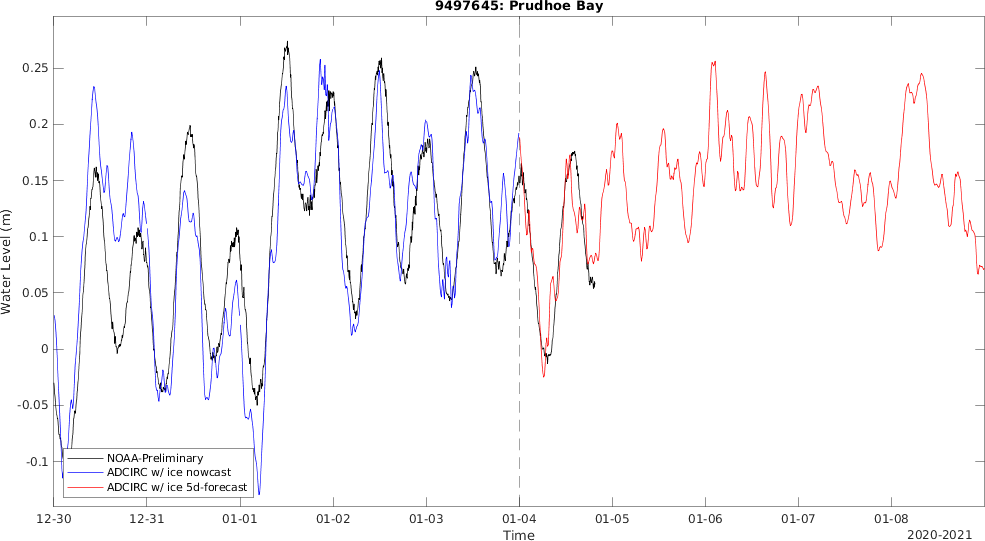 9497645: Prudhoe Bay
Water Level (m)
0.25
0.2
0.15
0.1
0.05
0
-0.05
-0.1
NOAA-Preliminary
ADCIRC w/ ice nowcast
ADCIRC w/ ice 5d-forecast
12-30 12-31 01-01 01-02 01-03 01-04 01-05 01-06 01-07 01-08
Time
2020-2021